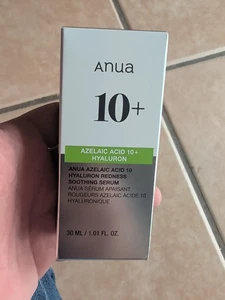 Anua
10+
AZELAIC ACID 10+
HYALURON
ANUA AZELAIC ACID 10
HYALURON REDNESS
SOOTHING SERUM
ANUA SÉRUM APAISANT
ROUGEURS AZELAIC ACIDE 10
HYALURONIQUE
30 ML / 1.01 FL. OZ.